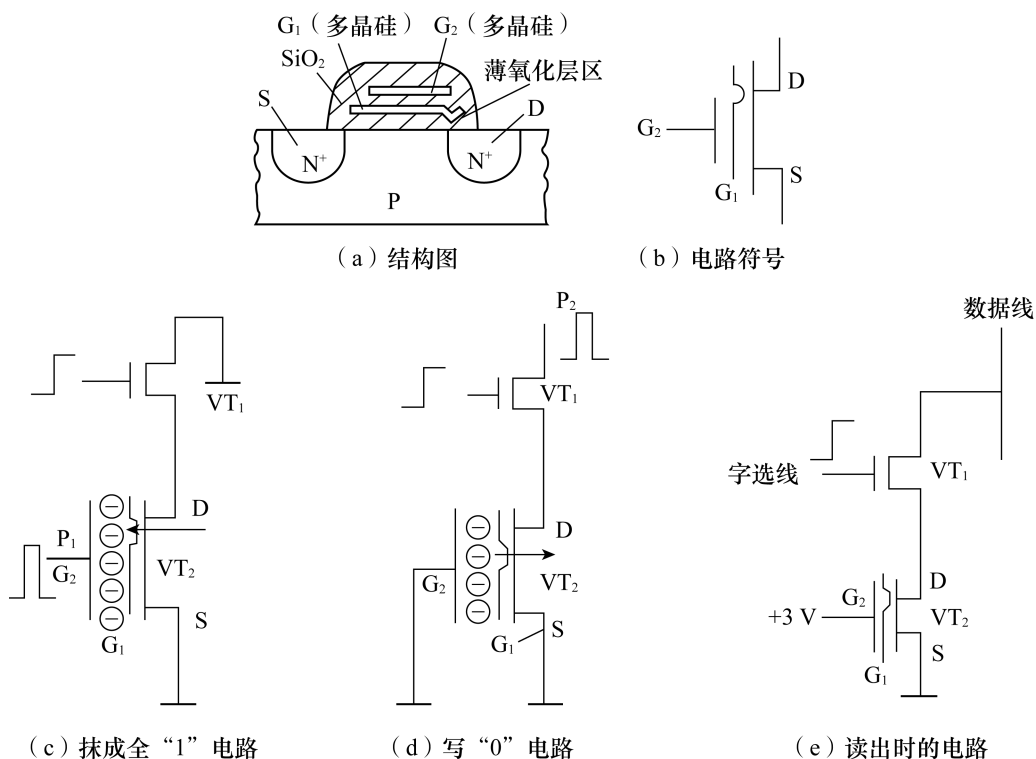 G₁（多晶硅）
G₂（多晶硅）
SiO₂
薄氧化层区
S
D
N⁺
N⁺
P
（a）结构图
G₂
D
G₁
S
（b）电路符号
VT₁
D
P₁
G₂
VT₂
S
G₁
（c）抹成全“1”电路
P₂
VT₁
D
G₂
VT₂
G₁
S
（d）写“0”电路
数据线
字选线
VT₁
D
G₂
+3 V
VT₂
S
G₁
（e）读出时的电路